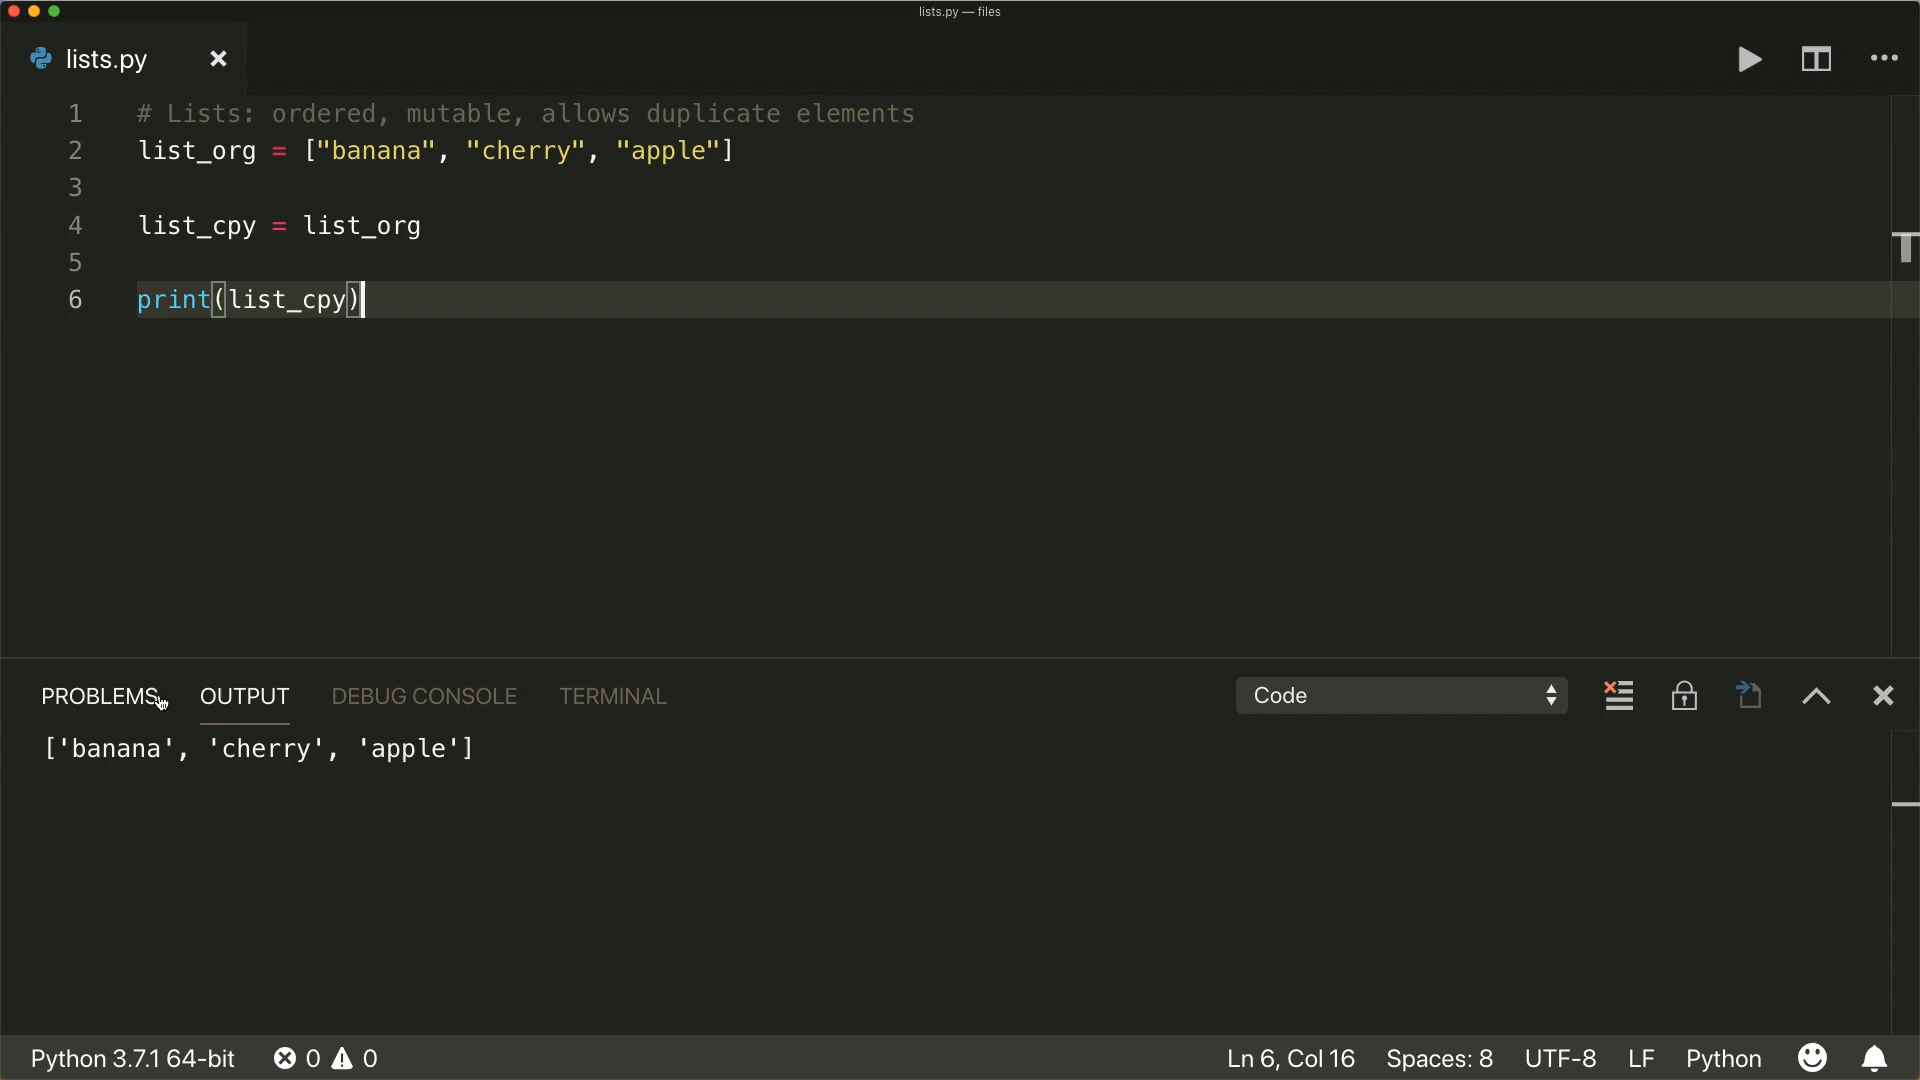 lists.py — files
lists.py
1 # Lists: ordered, mutable, allows duplicate elements
2 list_org = ["banana", "cherry", "apple"]
3
4 list_cpy = list_org
5
6 print(list_cpy)
PROBLEMS OUTPUT DEBUG CONSOLE TERMINAL Code
['banana', 'cherry', 'apple']
Python 3.7.1 64-bit 0 0 Ln 6, Col 16 Spaces: 8 UTF-8 LF Python